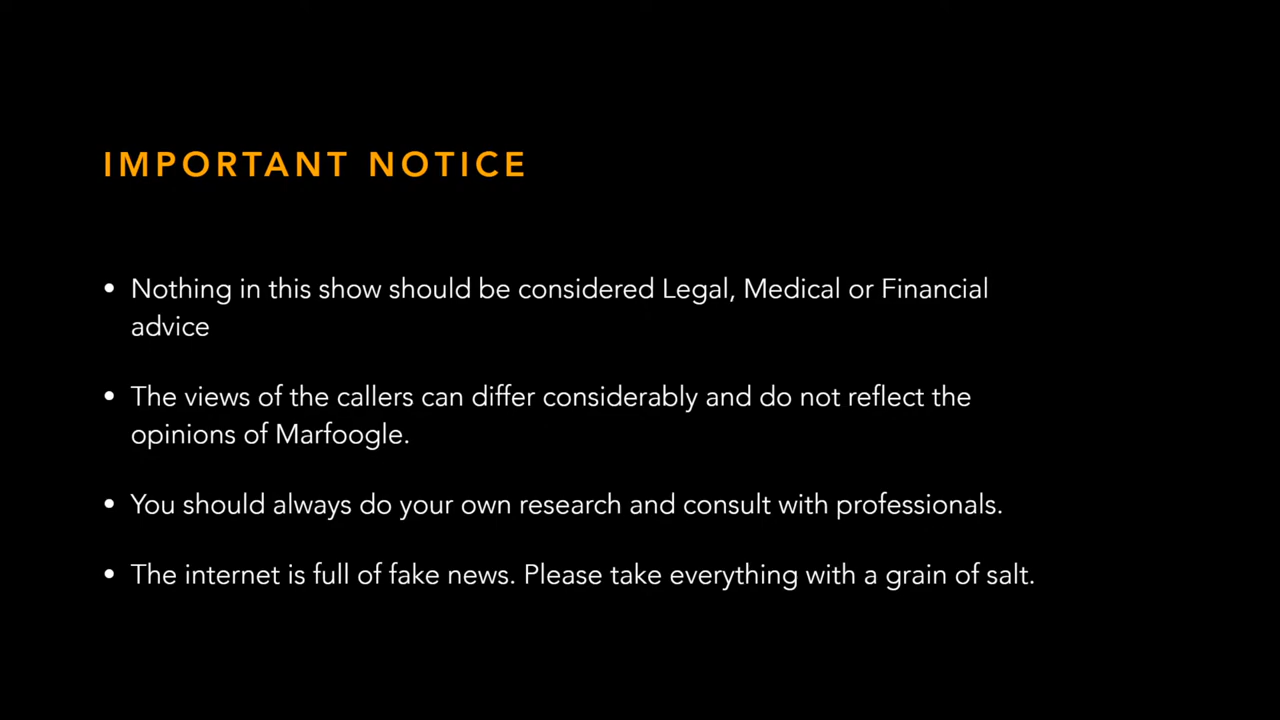 IMPORTANT NOTICE
• Nothing in this show should be considered Legal, Medical or Financial
advice
• The views of the callers can differ considerably and do not reflect the
opinions of Marfoogle.
• You should always do your own research and consult with professionals.
• The internet is full of fake news. Please take everything with a grain of salt.